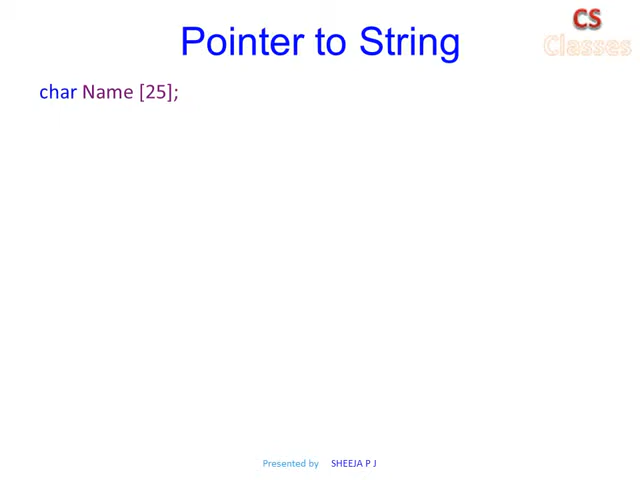 CS
Classes
Pointer to String
char Name [25];
Presented by SHEEJA P J